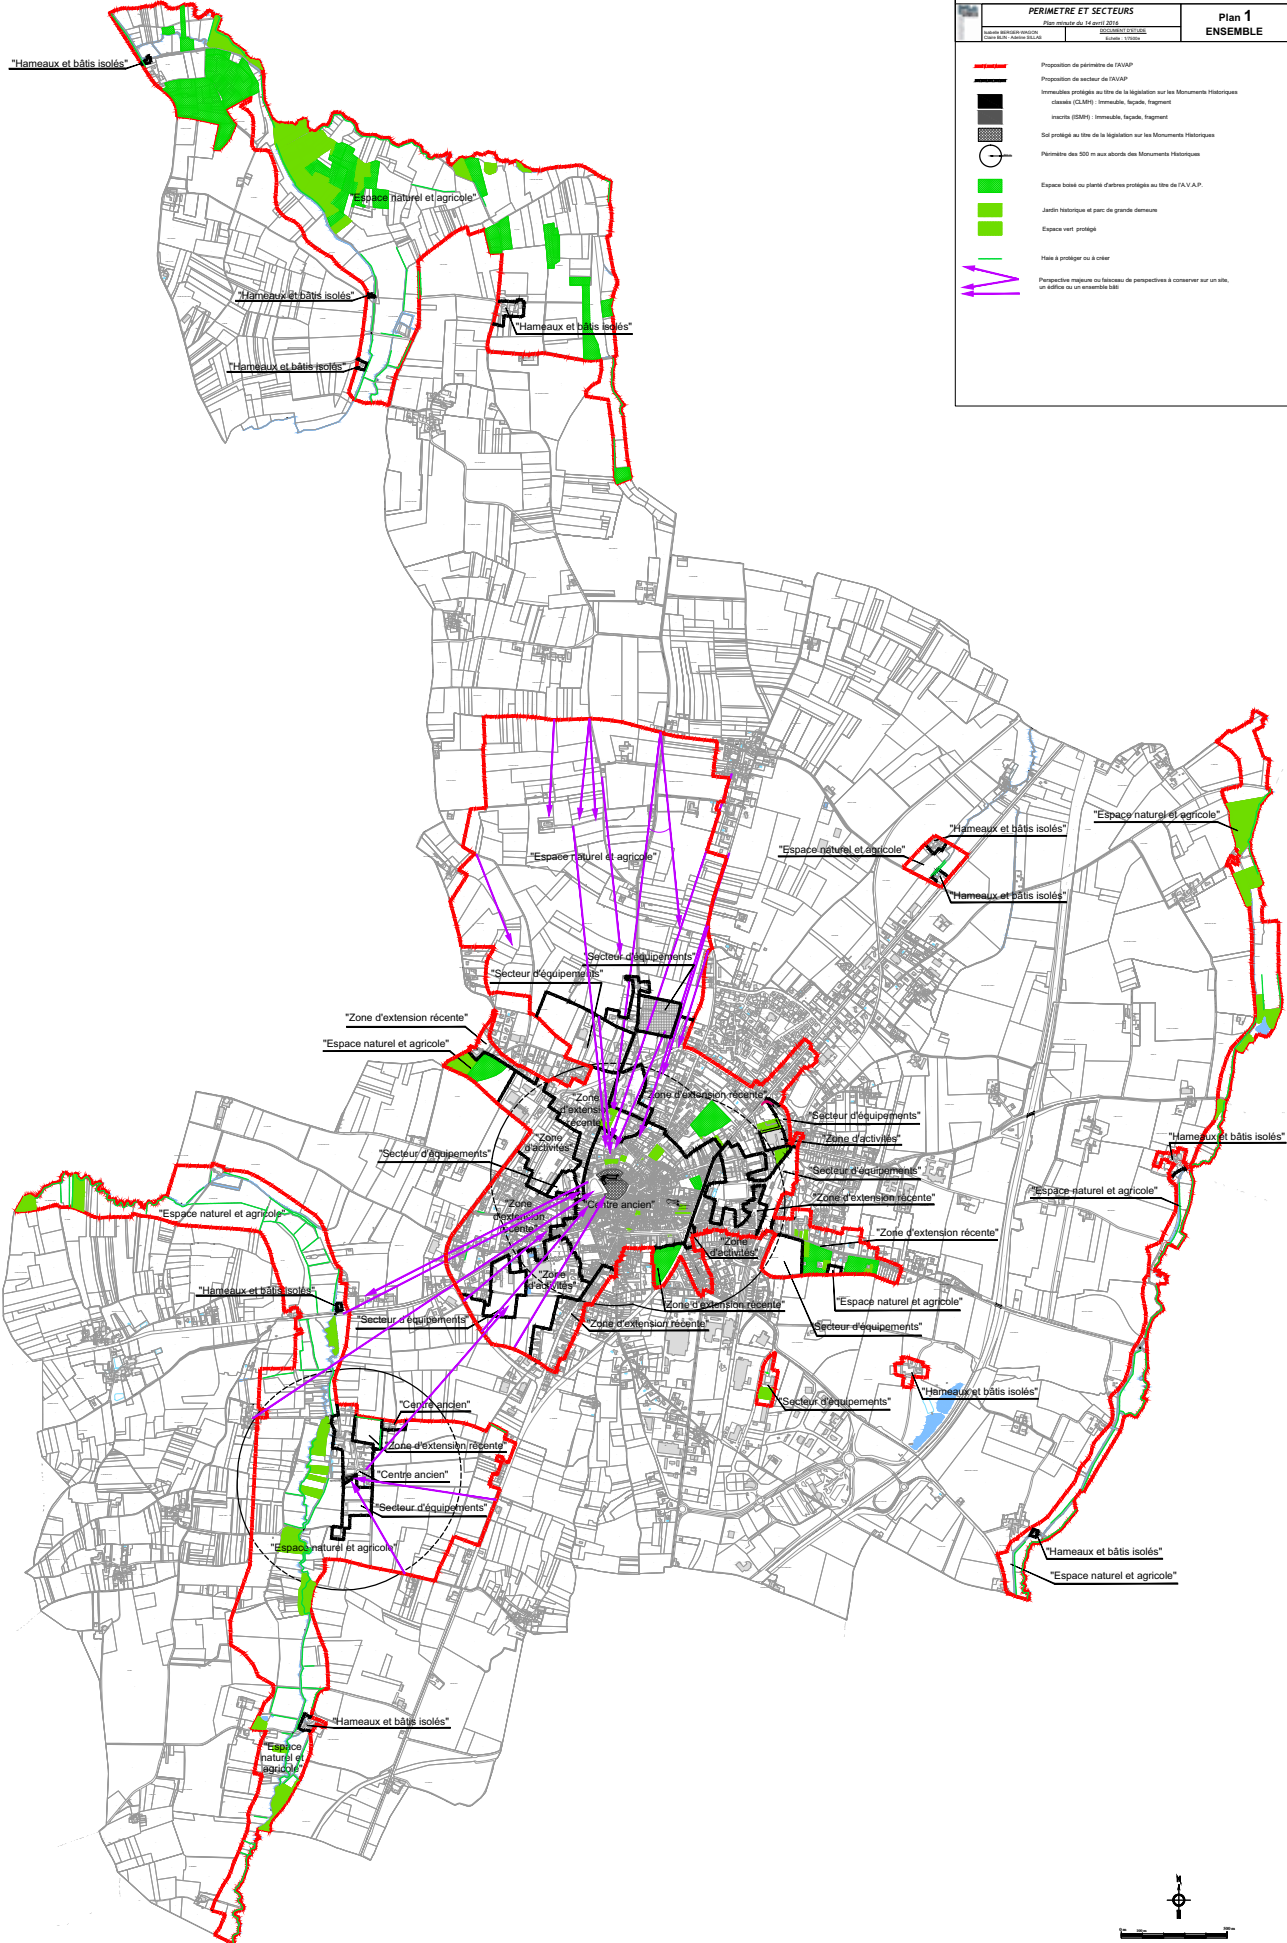 PERIMETRE ET SECTEURS
Plan minute du 14 avril 2016
DOCUMENT D'ETUDE
Plan 1
ENSEMBLE
Proposition de périmètre de l'AVAP
Proposition de secteur de l'AVAP
Immeubles protégés au titre de la législation sur les Monuments Historiques
classés (CLMH) : Immeuble, façade, fragment
inscrits (ISMH) : Immeuble, façade, fragment
Sol protégé au titre de la législation sur les Monuments Historiques
Périmètre des 500 m aux abords des Monuments Historiques
Espace boisé ou planté d'arbres protégés au titre de l'A.V.A.P.
Jardin historique et parc de grande demeure
Espace vert protégé
Haie à protéger ou à créer
Perspective majeure ou faisceau de perspectives à conserver sur un site,
un édifice ou un ensemble bâti
"Hameaux et bâtis isolés"
"Espace naturel et agricole"
"Hameaux et bâtis isolés"
"Hameaux et bâtis isolés"
"Hameaux et bâtis isolés"
"Espace naturel et agricole"
"Hameaux et bâtis isolés"
"Espace naturel et agricole"
"Espace naturel et agricole"
"Hameaux et bâtis isolés"
"Secteur d'équipements"
"Secteur d'équipements"
"Zone d'extension récente"
"Espace naturel et agricole"
"Zone
d'extension
récente"
"Zone d'extension récente"
"Secteur d'équipements"
"Zone d'activités"
"Zone
d'activités"
"Hameaux et bâtis isolés"
"Secteur d'équipements"
"Secteur d'équipements"
"Espace naturel et agricole"
"Zone d'extension récente"
"Zone
d'extension
récente"
"Centre ancien"
"Espace naturel et agricole"
"Zone d'extension récente"
"Zone
d'activités"
"Zone
d'activités"
"Hameaux et bâtis isolés"
"Espace naturel et agricole"
"Zone d'extension récente"
"Secteur d'équipements"
"Zone d'extension récente"
"Secteur d'équipements"
"Hameaux et bâtis isolés"
"Secteur d'équipements"
"Centre ancien"
"Zone d'extension récente"
"Centre ancien"
"Secteur d'équipements"
"Espace naturel et agricole"
"Hameaux et bâtis isolés"
"Espace naturel et agricole"
"Hameaux et bâtis isolés"
"Espace
naturel et
agricole"
N